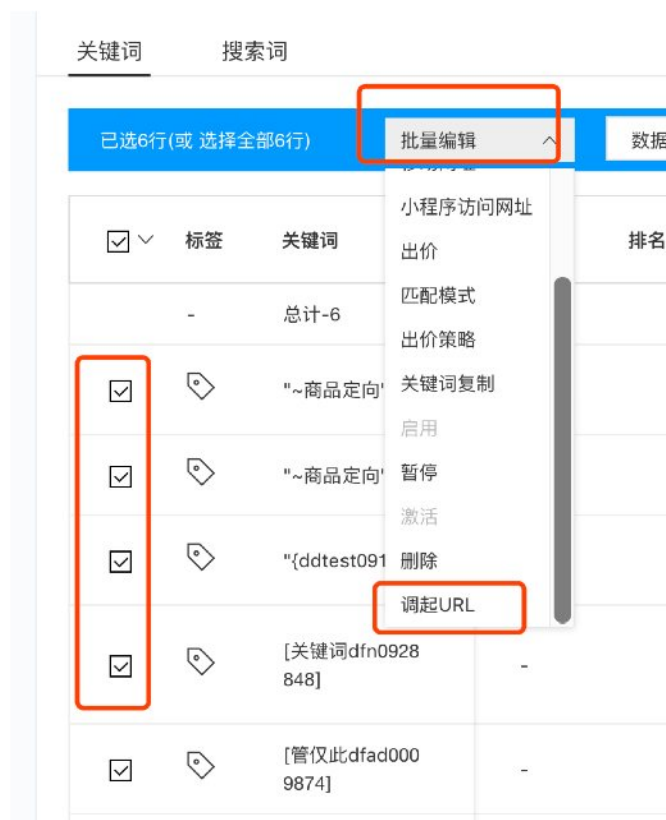 关键词 搜索词
已选6行(或 选择全部6行) 批量编辑 数据
小程序访问网址
标签 关键词 排名
出价
匹配模式
- 总计-6
出价策略
"~商品定向" 关键词复制
启用
"~商品定向" 暂停
激活
"{ddtest091 删除
调起URL
[关键词dfn0928
848] -
[管仅此dfad000
9874] -